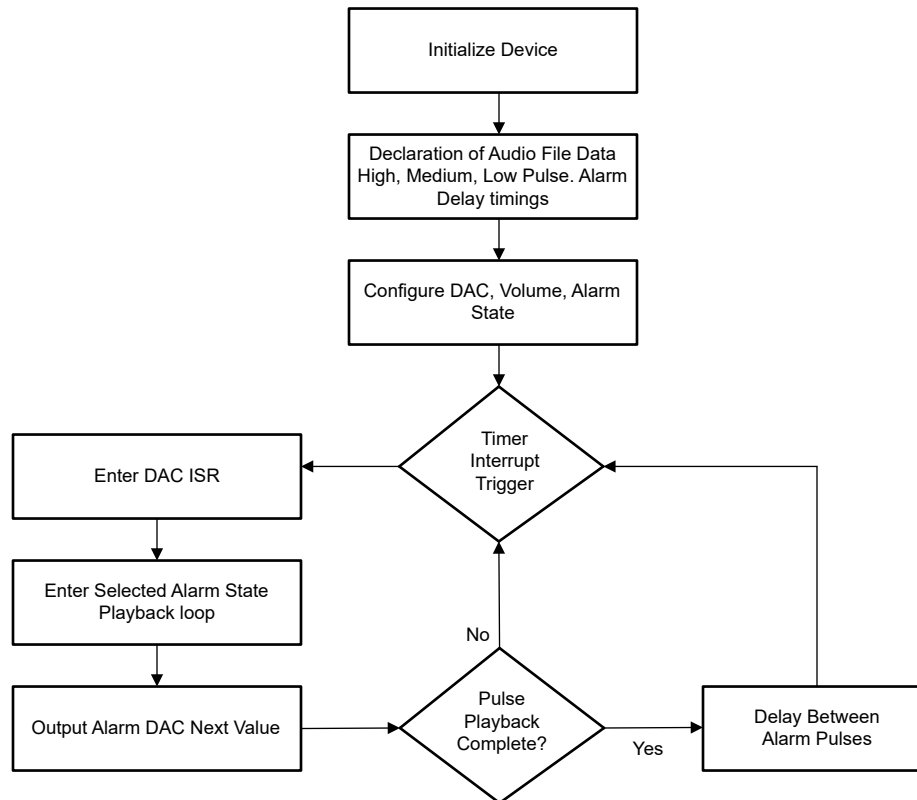 Initialize Device
Declaration of Audio File Data
High, Medium, Low Pulse. Alarm
Delay timings
Configure DAC, Volume, Alarm
State
Timer
Interrupt
Trigger
Enter DAC ISR
Enter Selected Alarm State
Playback loop
No
Output Alarm DAC Next Value
Pulse
Playback
Complete?
Yes
Delay Between
Alarm Pulses